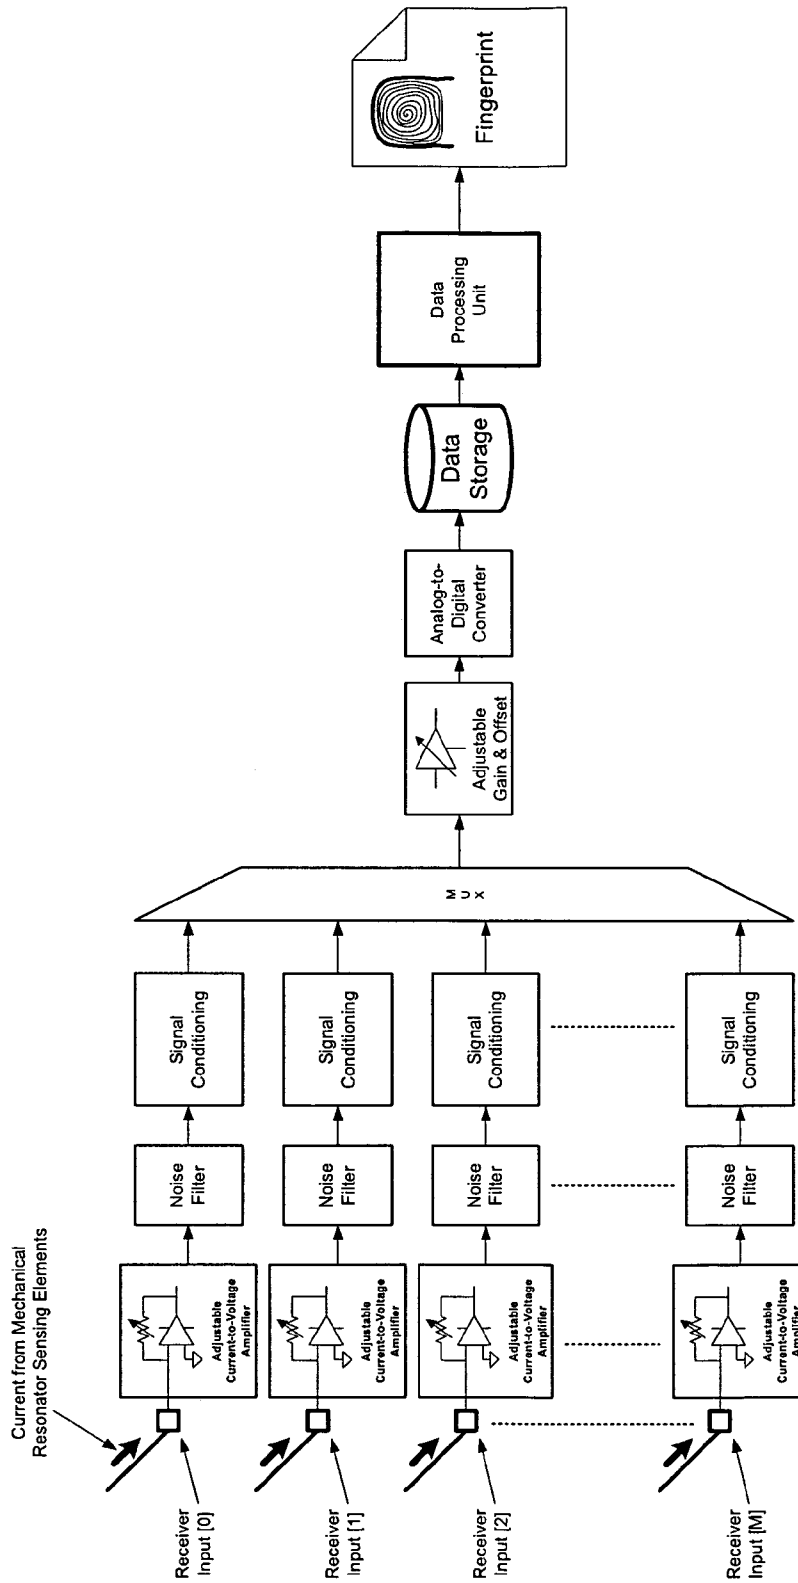 Current from Mechanical
Resonator Sensing Elements
Receiver
Input [0]
Adjustable
Current-to-Voltage
Amplifier
Noise
Filter
Signal
Conditioning
Receiver
Input [1]
Adjustable
Current-to-Voltage
Amplifier
Noise
Filter
Signal
Conditioning
Receiver
Input [2]
Adjustable
Current-to-Voltage
Amplifier
Noise
Filter
Signal
Conditioning
Receiver
Input [M]
Adjustable
Current-to-Voltage
Amplifier
Noise
Filter
Signal
Conditioning
M
U
X
Adjustable
Gain & Offset
Analog-to-
Digital
Converter
Data
Storage
Data
Processing
Unit
Fingerprint